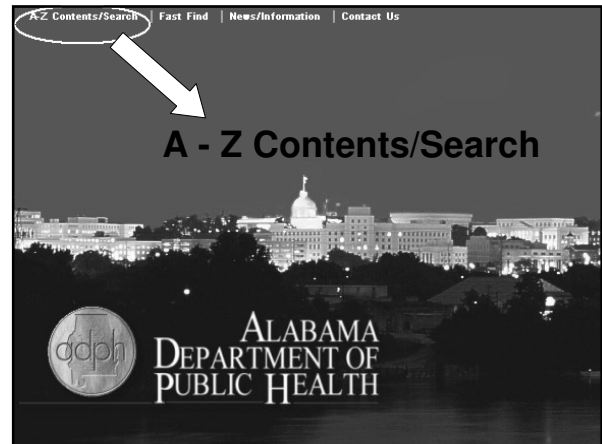 A-Z Contents/Search | Fast Find | News/Information | Contact Us
A - Z Contents/Search
adph
ALABAMA
DEPARTMENT OF
PUBLIC HEALTH